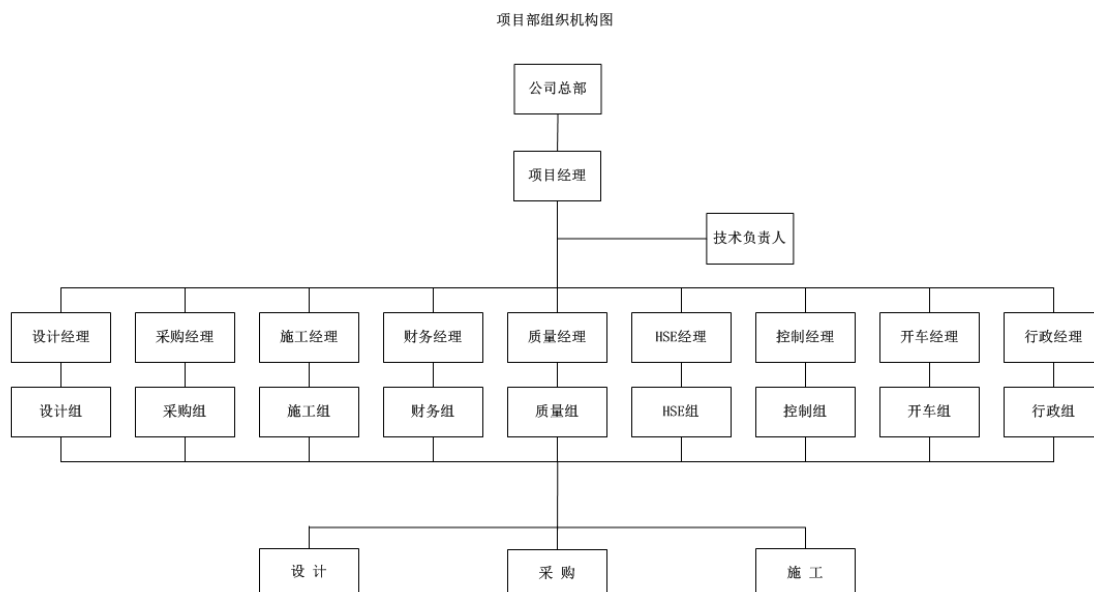 项目部组织机构图
公司总部
项目经理
技术负责人
设计经理 采购经理 施工经理 财务经理 质量经理 HSE经理 控制经理 开车经理 行政经理
设计组 采购组 施工组 财务组 质量组 HSE组 控制组 开车组 行政组
设 计 采 购 施 工